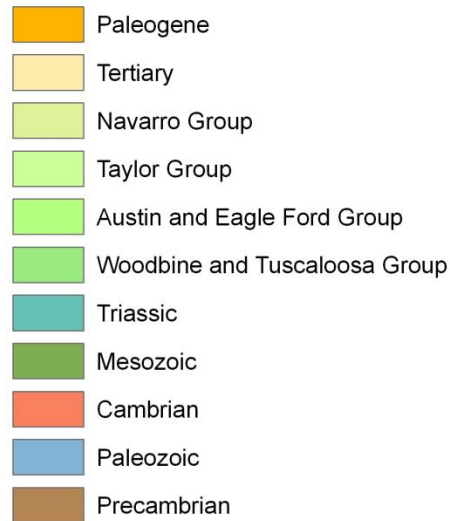 Paleogene
Tertiary
Navarro Group
Taylor Group
Austin and Eagle Ford Group
Woodbine and Tuscaloosa Group
Triassic
Mesozoic
Cambrian
Paleozoic
Precambrian